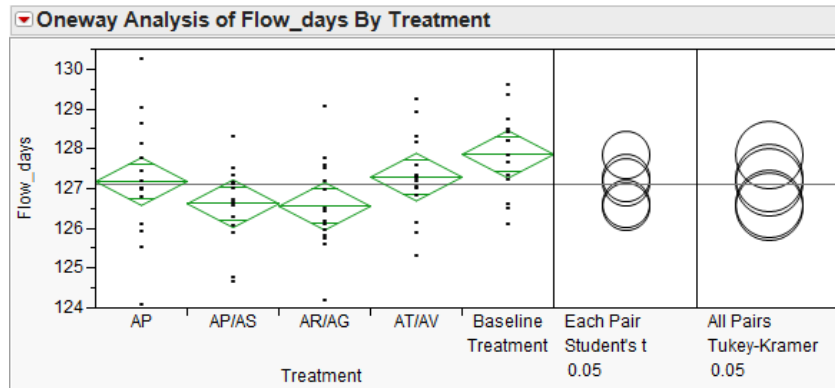 Oneway Analysis of Flow_days By Treatment
130
129
128
127
126
125
124
Flow_days
AP
AP/AS
AR/AG
AT/AV
Baseline
Treatment
Treatment
Each Pair
Student's t
0.05
All Pairs
Tukey-Kramer
0.05